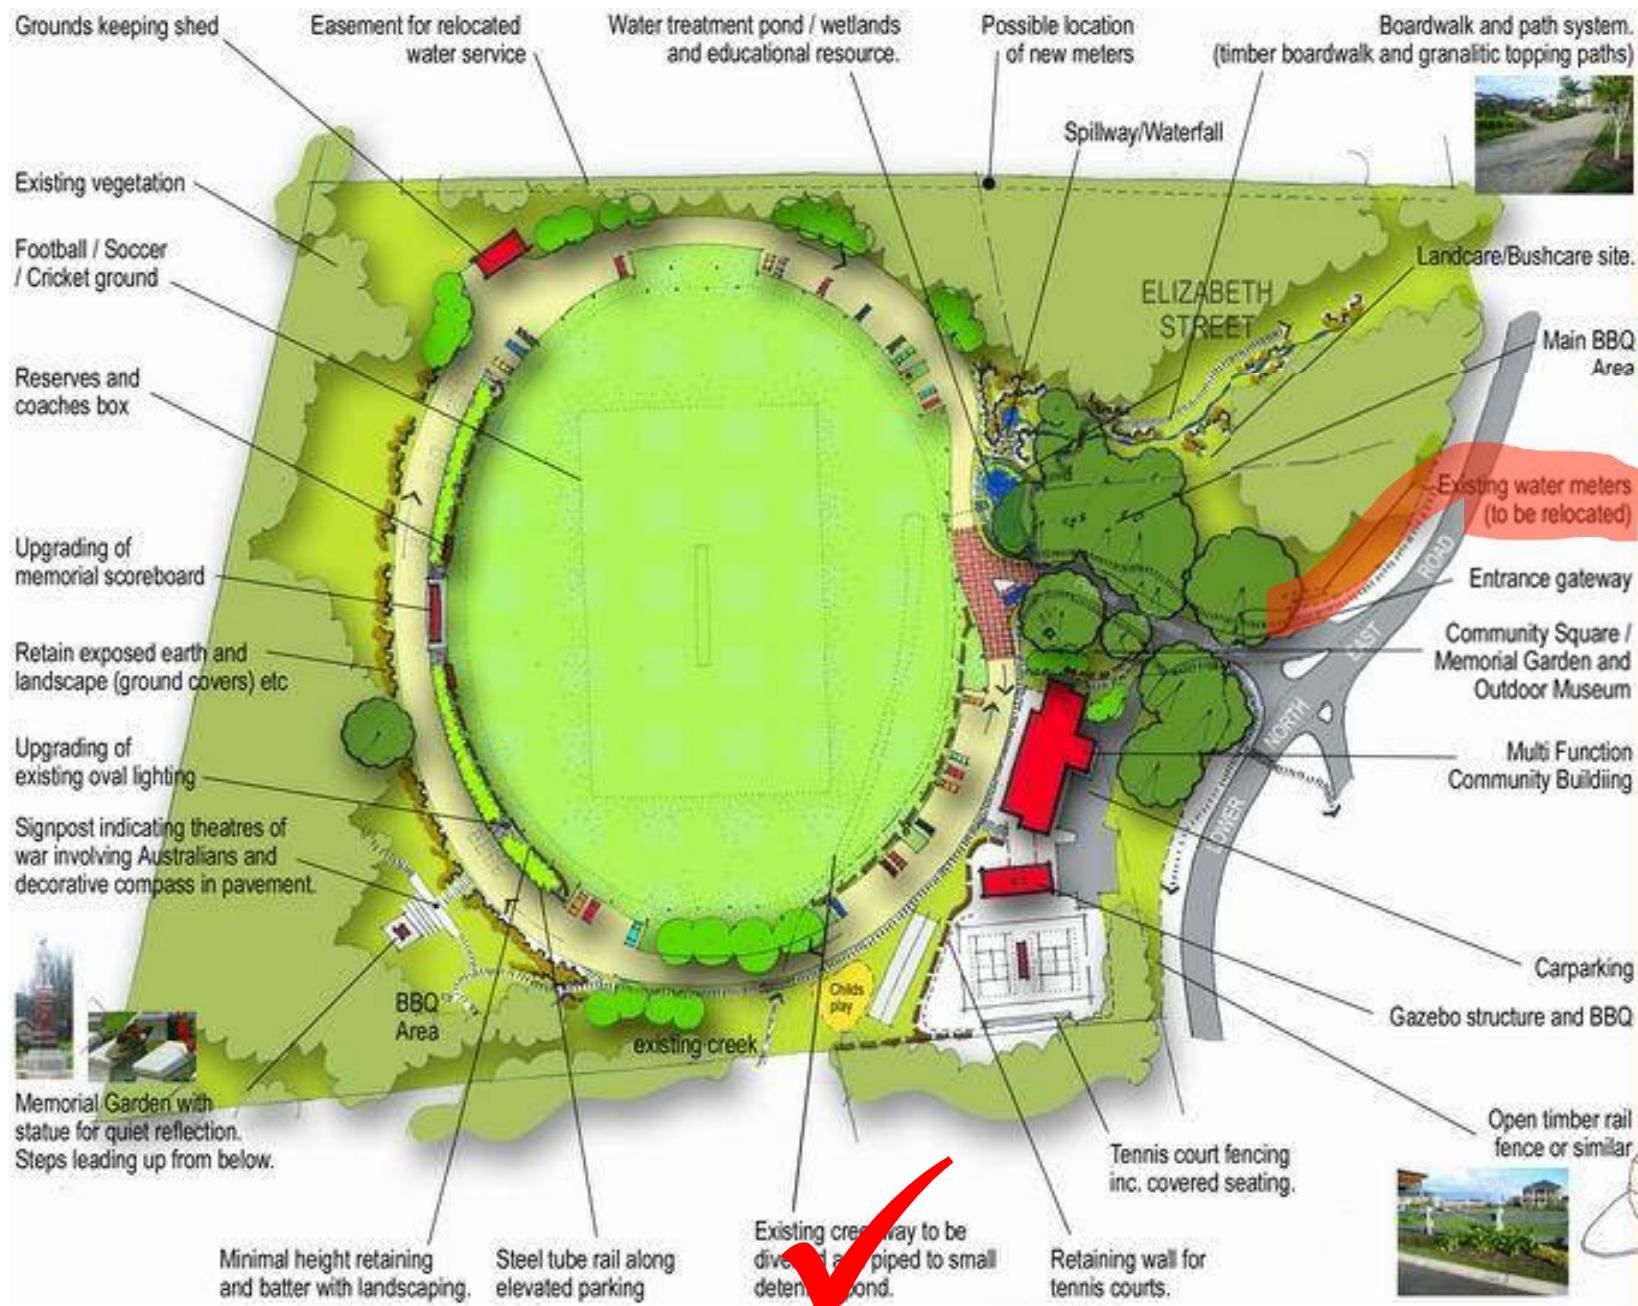 Grounds keeping shed
Easement for relocated
water service
Water treatment pond / wetlands
and educational resource.
Possible location
of new meters
Boardwalk and path system.
(timber boardwalk and granalitic topping paths)
Spillway/Waterfall
Existing vegetation
Football / Soccer
/ Cricket ground
Landcare/Bushcare site.
ELIZABETH
STREET
Main BBQ
Area
Reserves and
coaches box
Existing water meters
(to be relocated)
Upgrading of
memorial scoreboard
Entrance gateway
LOWER NORTH EAST ROAD
Community Square /
Memorial Garden and
Outdoor Museum
Retain exposed earth and
landscape (ground covers) etc
Upgrading of
existing oval lighting
Multi Function
Community Buildiing
Signpost indicating theatres of
war involving Australians and
decorative compass in pavement.
Carparking
Childs
play
BBQ
Area
Gazebo structure and BBQ
existing creek
Memorial Garden with
statue for quiet reflection.
Steps leading up from below.
Open timber rail
fence or similar
Tennis court fencing
inc. covered seating.
Minimal height retaining
and batter with landscaping.
Steel tube rail along
elevated parking
Existing to be
piped to small
pond.
Retaining wall for
tennis courts.